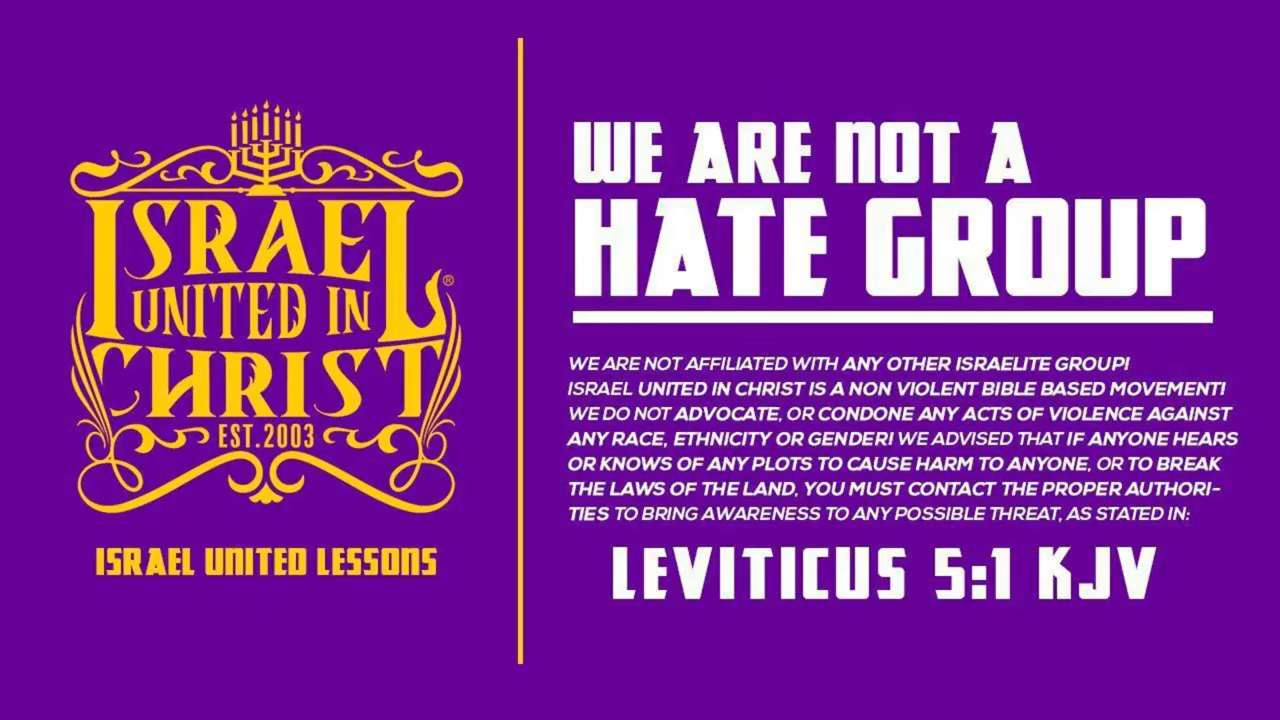 ISRAEL
UNITED IN
CHRIST
EST.2003
®
ISRAEL UNITED LESSONS
WE ARE NOT A
HATE GROUP
WE ARE NOT AFFILIATED WITH ANY OTHER ISRAELITE GROUP!
ISRAEL UNITED IN CHRIST IS A NON VIOLENT BIBLE BASED MOVEMENT!
WE DO NOT ADVOCATE, OR CONDONE ANY ACTS OF VIOLENCE AGAINST
ANY RACE, ETHNICITY OR GENDER! WE ADVISED THAT IF ANYONE HEARS
OR KNOWS OF ANY PLOTS TO CAUSE HARM TO ANYONE, OR TO BREAK
THE LAWS OF THE LAND, YOU MUST CONTACT THE PROPER AUTHORI-
TIES TO BRING AWARENESS TO ANY POSSIBLE THREAT, AS STATED IN:
LEVITICUS 5:1 KJV